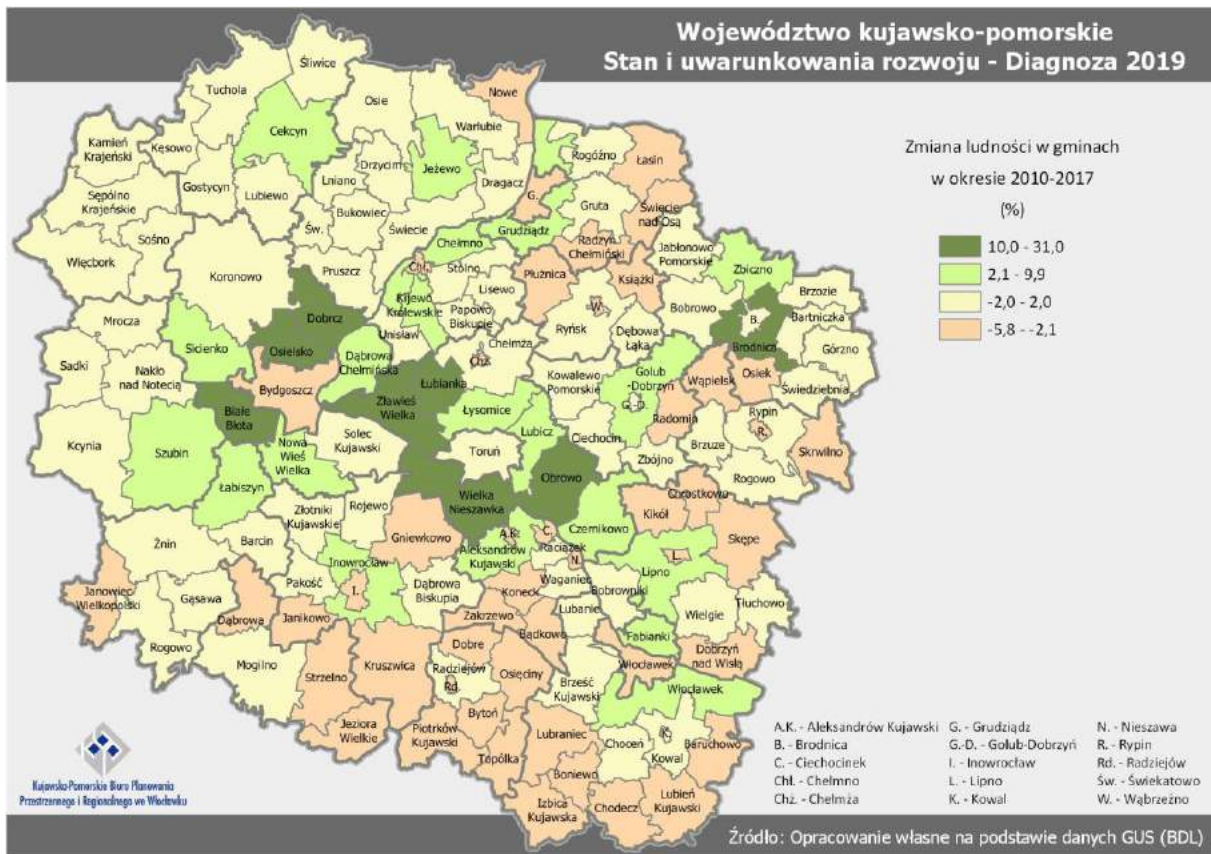 Województwo kujawsko-pomorskie
Stan i uwarunkowania rozwoju - Diagnoza 2019
Zmiana ludności w gminach
w okresie 2010-2017
(%)
10,0 - 31,0
2,1 - 9,9
-2,0 - 2,0
-5,8 - -2,1
Śliwice
Tuchola
Osie
Nowe
Cekcyn
Warlubie
Kamień
Krajeński
Kęsowo
Jeżewo
Rogóźno
Łasin
Drzycim
Gostycyn
Lubiewo
Lniano
Dragacz
G.
Sępólno
Krajeńskie
Gruta
Bukowiec
Świecie
nad Osą
Sośno
Św.
Świecie
Grudziądz
Chełmno
Radzyń
Chełmiński
Jabłonowo
Pomorskie
Więcbork
Koronowo
Pruszcz
Chł.
Stolno
Płużnica
Książki
Zbiczno
Lisewo
Brzozie
Kijewo
Królewskie
Papowo
Biskupie
W.
Bobrowo
Bartniczka
Mrocza
Dobrcz
Unisław
Ryńsk
Dębowa
Łąka
B.
Sicienko
Osielsko
Chełmża
Brodnica
Górzno
Sadki
Nakło
nad Notecią
Dąbrowa
Chełmińska
Chż.
Kowalewo
Pomorskie
Golub
-Dobrzyń
Osiek
Bydgoszcz
Łubianka
Wąpielsk
Świedziebnia
Białe
Błota
Zławieś
Wielka
G.-D.
Łysomice
Radomin
Rypin
R.
Kcynia
Solec
Kujawski
Lubicz
Ciechocin
Brzuze
Skrwilno
Szubin
Nowa
Wieś
Wielka
Toruń
Zbójno
Rogowo
Łabiszyn
Obrowo
Wielka
Nieszawka
Chrostkowo
Złotniki
Kujawskie
Rojewo
Kikół
Czernikowo
Skępe
Żnin
Barcin
Gniewkowo
A.K.
C.
Aleksandrów
Kujawski
Raciążek
N.
Inowrocław
L.
Lipno
Janowiec
Wielkopolski
Pakość
I.
Dąbrowa
Biskupia
Waganiec
Gąsawa
Koneck
Bobrowniki
Tłuchowo
Dąbrowa
Janikowo
Zakrzewo
Lubanie
Wielgie
Rogowo
Bądkowo
Fabianki
Mogilno
Kruszwica
Dobre
Włocławek
Dobrzyń
nad Wisłą
Strzelno
Radziejów
Rd.
Osięciny
Brześć
Kujawski
Włocławek
Jeziora
Wielkie
Piotrków
Kujawski
Bytoń
Lubraniec
K.
Choceń
Kowal
Baruchowo
Topólka
Boniewo
Izbica
Kujawska
Chodecz
Lubień
Kujawski
A.K. - Aleksandrów Kujawski
B. - Brodnica
C. - Ciechocinek
Chł. - Chełmno
Chż. - Chełmża
G. - Grudziądz
G.-D. - Golub-Dobrzyń
I. - Inowrocław
L. - Lipno
K. - Kowal
N. - Nieszawa
R. - Rypin
Rd. - Radziejów
Św. - Świekatowo
W. - Wąbrzeźno
Kujawsko-Pomorskie Biuro Planowania
Przestrzennego i Regionalnego we Włocławku
Źródło: Opracowanie własne na podstawie danych GUS (BDL)